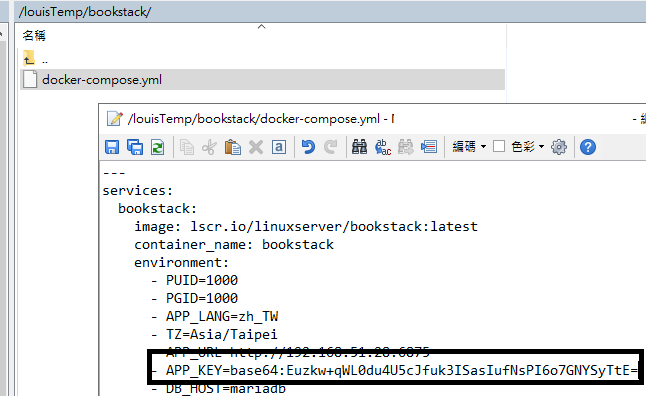 /louisTemp/bookstack/
名稱
..
docker-compose.yml
/louisTemp/bookstack/docker-compose.yml -
編碼
色彩
---
services:
bookstack:
image: lscr.io/linuxserver/bookstack:latest
container_name: bookstack
environment:
- PUID=1000
- PGID=1000
- APP_LANG=zh_TW
- TZ=Asia/Taipei
- APP_URL=http://192.168.51.28:6875
- APP_KEY=base64:Euzkw+qWL0du4U5cJfuk3ISasIufNsPI6o7GNYSyTtE=
- DB_HOST=mariadb